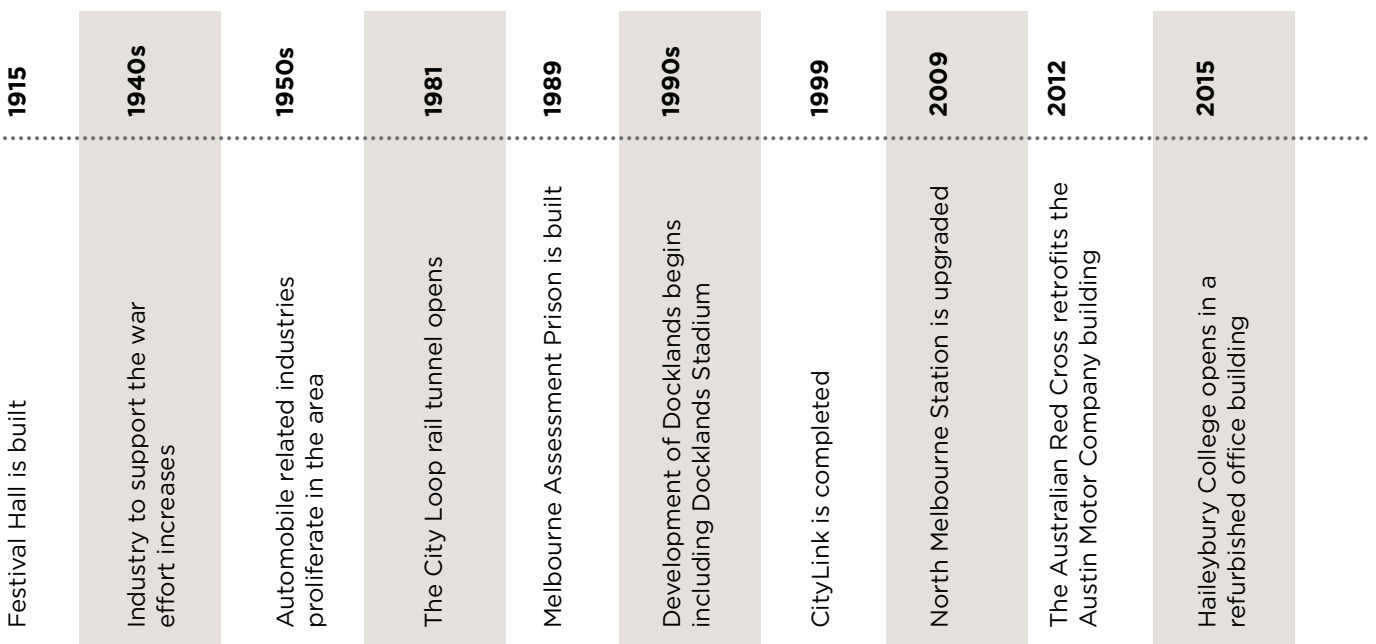 1915
Festival Hall is built
1940s
Industry to support the war
effort increases
1950s
Automobile related industries
proliferate in the area
1981
The City Loop rail tunnel opens
1989
Melbourne Assessment Prison is built
1990s
Development of Docklands begins
including Docklands Stadium
1999
CityLink is completed
2009
North Melbourne Station is upgraded
2012
The Australian Red Cross retrofits the
Austin Motor Company building
2015
Haileybury College opens in a
refurbished office building